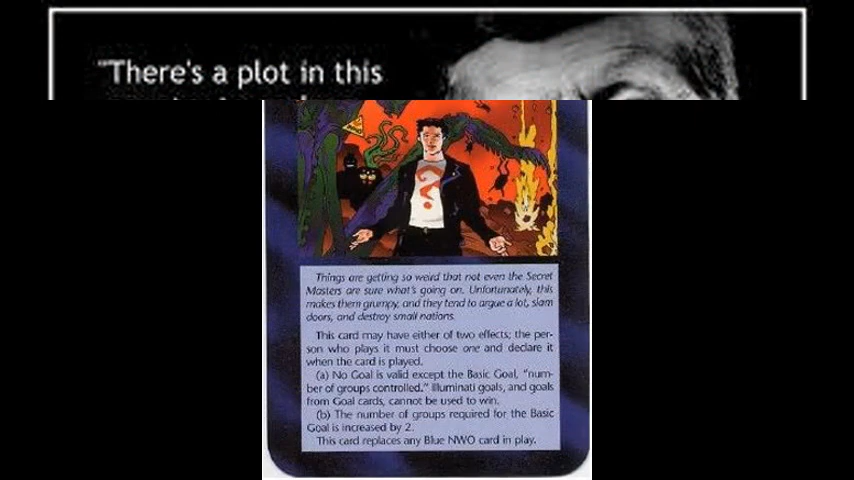 "There's a plot in this
Things are getting so weird that not even the Secret
Masters are sure what's going on. Unfortunately, this
makes them grumpy, and they tend to argue a lot, slam
doors, and destroy small nations.
This card may have either of two effects; the per-
son who plays it must choose one and declare it
when the card is played.
(a) No Goal is valid except the Basic Goal, "num-
ber of groups controlled." Illuminati goals, and goals
from Goal cards, cannot be used to win.
(b) The number of groups required for the Basic
Goal is increased by 2.
This card replaces any Blue NWO card in play.